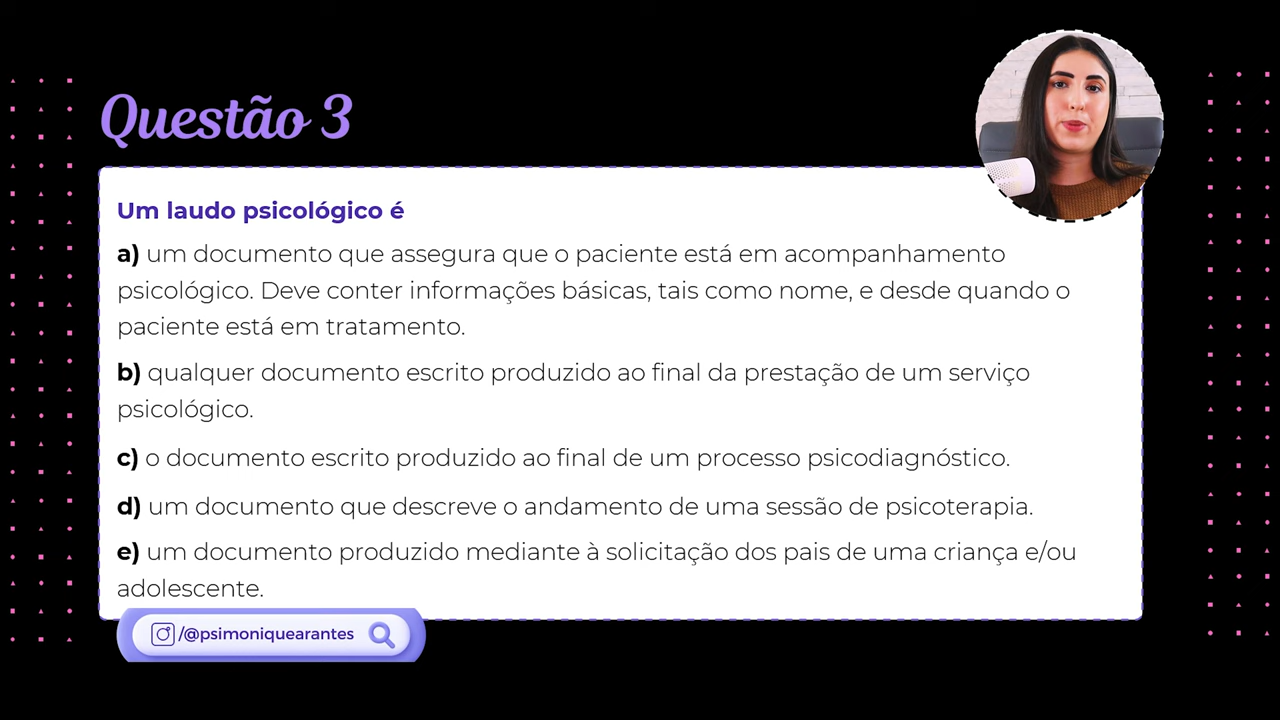 Questão 3
Um laudo psicológico é
a) um documento que assegura que o paciente está em acompanhamento
psicológico. Deve conter informações básicas, tais como nome, e desde quando o
paciente está em tratamento.
b) qualquer documento escrito produzido ao final da prestação de um serviço
psicológico.
c) o documento escrito produzido ao final de um processo psicodiagnóstico.
d) um documento que descreve o andamento de uma sessão de psicoterapia.
e) um documento produzido mediante à solicitação dos pais de uma criança e/ou
adolescente.
/@psimoniquearantes